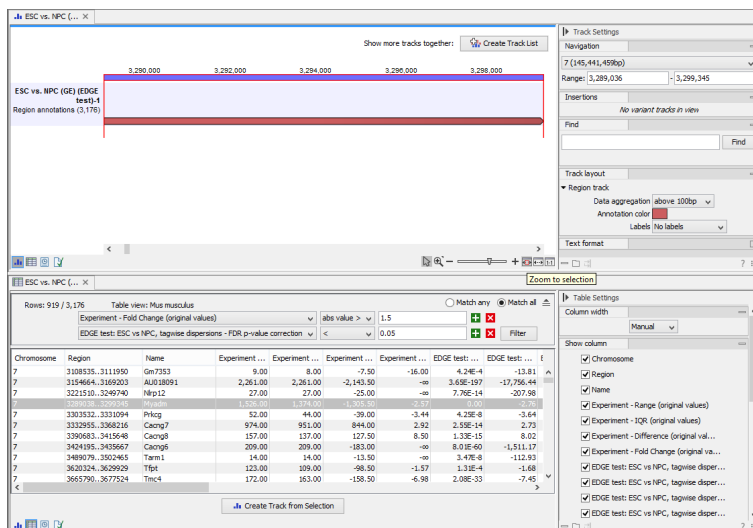 ESC vs. NPC (...
Show more tracks together:
Create Track List
3,290,000
3,292,000
3,294,000
3,296,000
3,298,000
ESC vs. NPC (GE) (EDGE
test)-1
Region annotations (3,176)
Zoom to selection
Track Settings
Navigation
7 (145,441,459bp)
Range: 3,289,036 - 3,299,345
Insertions
No variant tracks in view
Find
Find
Track layout
Region track
Data aggregation above 100bp
Annotation color
Labels No labels
Text format
ESC vs. NPC (...
Rows: 919 / 3,176 Table view: Mus musculus
Match any Match all
Experiment - Fold Change (original values) abs value > 1.5
EDGE test: ESC vs NPC, tagwise dispersions - FDR p-value correction < 0.05 Filter
Chromosome Region Name Experiment ... Experiment ... Experiment ... Experiment ... EDGE test: ... EDGE test: ...
7 3108535..3111950 Gm7353 9.00 8.00 -7.50 -16.00 4.24E-4 -13.81
7 3154664..3169203 AU018091 2,261.00 2,261.00 -2,143.50 -∞ 3.65E-197 -17,756.44
7 3221510..3249740 Nlrp12 27.00 27.00 -25.00 -∞ 7.76E-14 -207.98
7 3289038..3299345 Myadm 1,526.00 1,374.00 -1,305.50 -2.57 0.00 -2.76
7 3303532..3331094 Prkcg 52.00 44.00 -39.00 -3.44 4.25E-8 -3.64
7 3332955..3368216 Cacng7 974.00 951.00 844.00 2.92 2.55E-14 2.73
7 3390683..3415648 Cacng8 157.00 137.00 127.50 8.50 1.33E-15 8.02
7 3424195..3435667 Cacng6 209.00 209.00 -183.00 -∞ 8.01E-60 -1,511.17
7 3489079..3502465 Tarm1 14.00 14.00 -13.50 -∞ 3.47E-8 -112.93
7 3620324..3629929 Tfpt 123.00 109.00 -98.50 -1.57 1.31E-4 -1.68
7 3665790..3677524 Tmc4 172.00 163.00 -158.50 -6.98 2.08E-33 -7.45
Create Track from Selection
Table Settings
Column width
Manual
Show column
Chromosome
Region
Name
Experiment - Range (original values)
Experiment - IQR (original values)
Experiment - Difference (original val...
Experiment - Fold Change (original va...
EDGE test: ESC vs NPC, tagwise disper...
EDGE test: ESC vs NPC, tagwise disper...
EDGE test: ESC vs NPC, tagwise disper...
EDGE test: ESC vs NPC, tagwise disper...